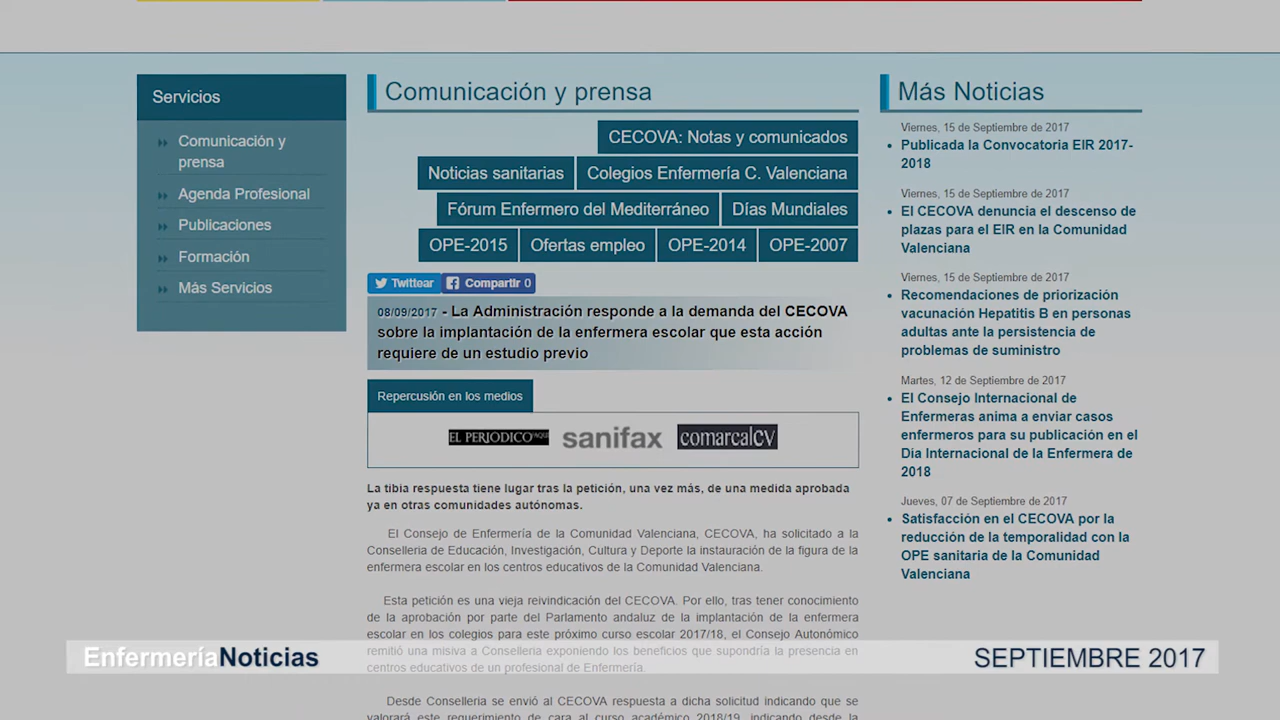 Servicios
Comunicación y
prensa
Agenda Profesional
Publicaciones
Formación
Más Servicios
Comunicación y prensa
CECOVA: Notas y comunicados
Noticias sanitarias
Colegios Enfermería C. Valenciana
Fórum Enfermero del Mediterráneo
Días Mundiales
OPE-2015
Ofertas empleo
OPE-2014
OPE-2007
Twittear
Compartir 0
08/09/2017 - La Administración responde a la demanda del CECOVA
sobre la implantación de la enfermera escolar que esta acción
requiere de un estudio previo
Repercusión en los medios
EL PERIODICO AQUÍ
sanifax
comarcalCV
La tibia respuesta tiene lugar tras la petición, una vez más, de una medida aprobada
ya en otras comunidades autónomas.
El Consejo de Enfermería de la Comunidad Valenciana, CECOVA, ha solicitado a la
Conselleria de Educación, Investigación, Cultura y Deporte la instauración de la figura de la
enfermera escolar en los centros educativos de la Comunidad Valenciana.
Esta petición es una vieja reivindicación del CECOVA. Por ello, tras tener conocimiento
de la aprobación por parte del Parlamento andaluz de la implantación de la enfermera
escolar en los colegios para este próximo curso escolar 2017/18, el Consejo Autonómico
remitió una misiva a Conselleria exponiendo los beneficios que supondría la presencia en
centros educativos de un profesional de Enfermería.
Desde Conselleria se envió al CECOVA respuesta a dicha solicitud indicando que se
valorará este requerimiento de cara al curso académico 2018/19, indicando desde la
Más Noticias
Viernes, 15 de Septiembre de 2017
Publicada la Convocatoria EIR 2017-
2018
Viernes, 15 de Septiembre de 2017
El CECOVA denuncia el descenso de
plazas para el EIR en la Comunidad
Valenciana
Viernes, 15 de Septiembre de 2017
Recomendaciones de priorización
vacunación Hepatitis B en personas
adultas ante la persistencia de
problemas de suministro
Martes, 12 de Septiembre de 2017
El Consejo Internacional de
Enfermeras anima a enviar casos
enfermeros para su publicación en el
Día Internacional de la Enfermera de
2018
Jueves, 07 de Septiembre de 2017
Satisfacción en el CECOVA por la
reducción de la temporalidad con la
OPE sanitaria de la Comunidad
Valenciana
EnfermeríaNoticias
SEPTIEMBRE 2017